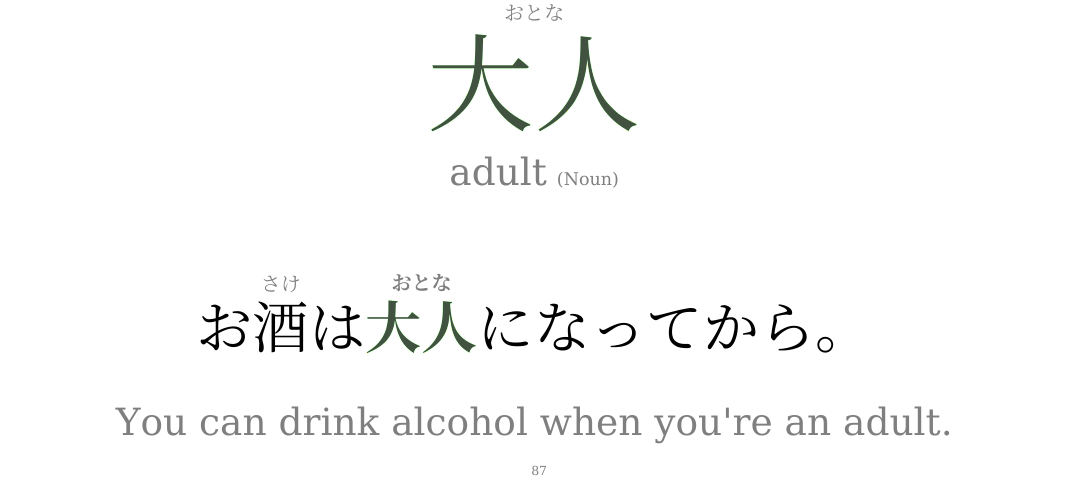 おとな
大人
adult (Noun)
さけ おとな
お酒は大人になってから。
You can drink alcohol when you're an adult.
87